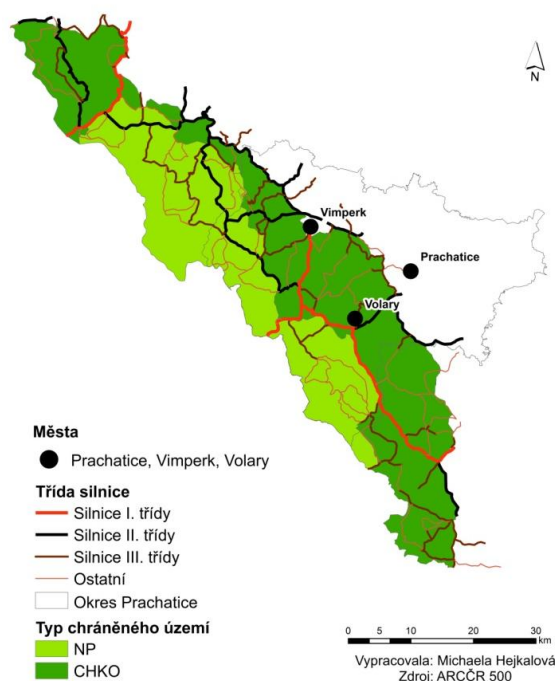 N
Vimperk
Prachatice
Volary
Města
Prachatice, Vimperk, Volary
Třída silnice
Silnice I. třídy
Silnice II. třídy
Silnice III. třídy
Ostatní
Okres Prachatice
Typ chráněného území
NP
CHKO
0 5 10 20 30
km
Vypracovala: Michaela Hejkalová
Zdroj: ARCČR 500